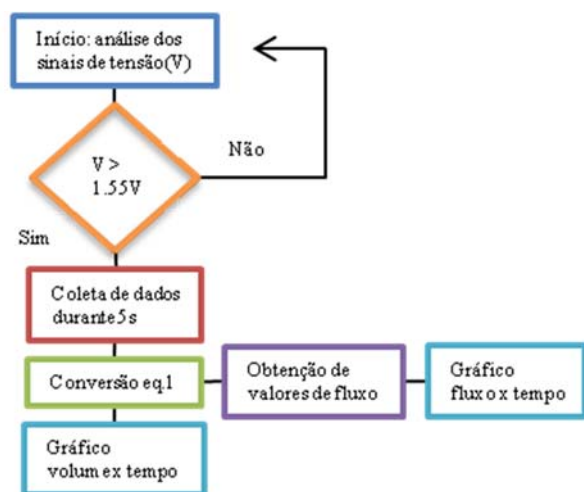 Início: análise dos
sinais de tensão(V)
V >
1.55V
Não
Sim
Coleta de dados
durante 5 s
Conversão eq.1
Obtenção de
valores de fluxo
Gráfico
fluxo x tempo
Gráfico
volume x tempo